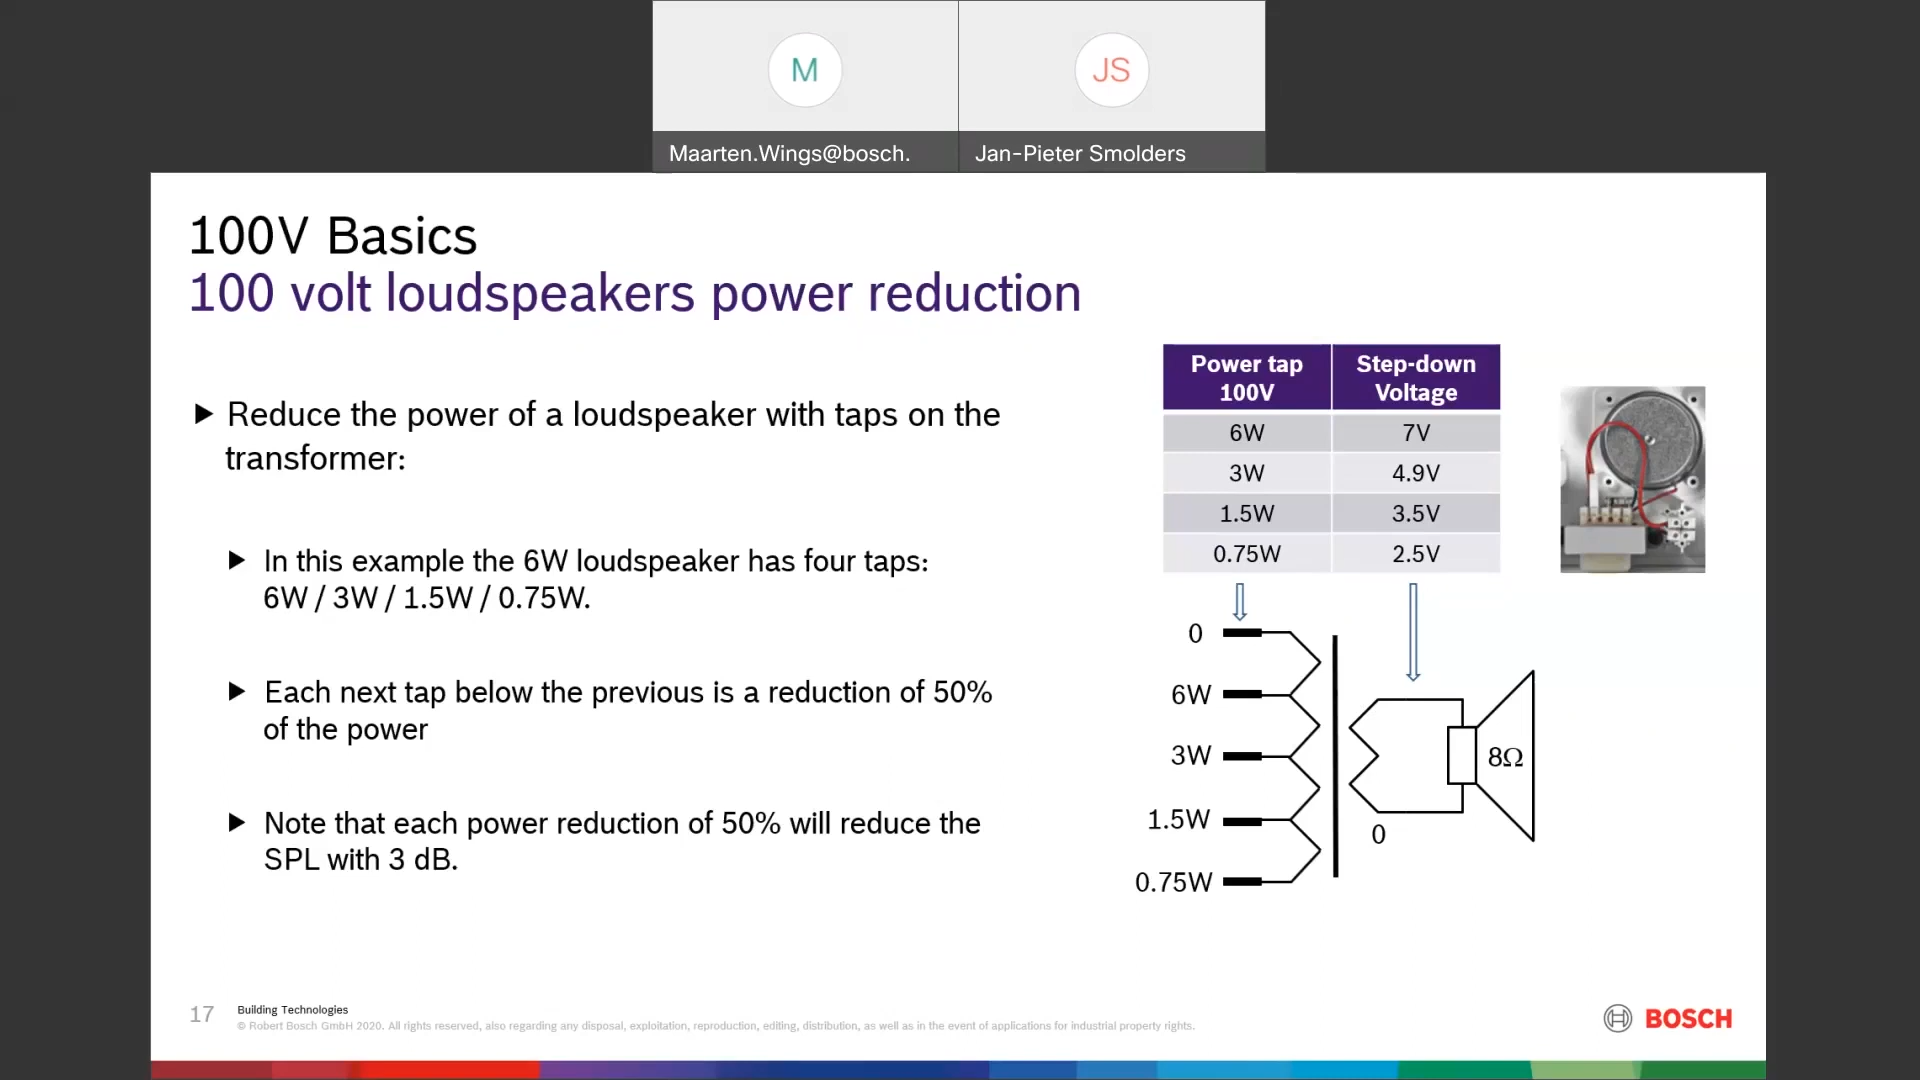 M
JS
Maarten.Wings@bosch.
Jan-Pieter Smolders
100V Basics
100 volt loudspeakers power reduction
Reduce the power of a loudspeaker with taps on the
transformer:
In this example the 6W loudspeaker has four taps:
6W / 3W / 1.5W / 0.75W.
Each next tap below the previous is a reduction of 50%
of the power
Note that each power reduction of 50% will reduce the
SPL with 3 dB.
Power tap 100V Step-down Voltage
6W 7V
3W 4.9V
1.5W 3.5V
0.75W 2.5V
0
6W
3W
1.5W
0.75W
8Ω
0
17
Building Technologies
© Robert Bosch GmbH 2020. All rights reserved, also regarding any disposal, exploitation, reproduction, editing, distribution, as well as in the event of applications for industrial property rights.
BOSCH